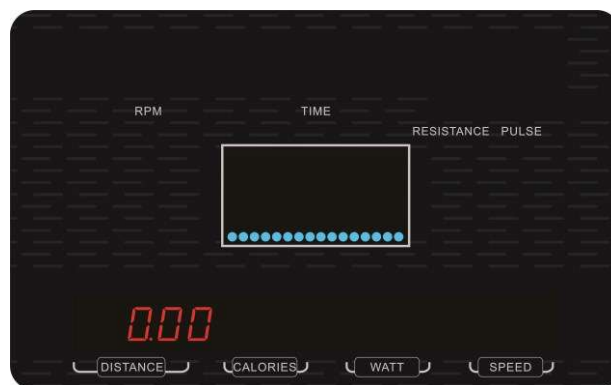 RPM TIME
RESISTANCE PULSE
0.00
DISTANCE CALORIES WATT SPEED